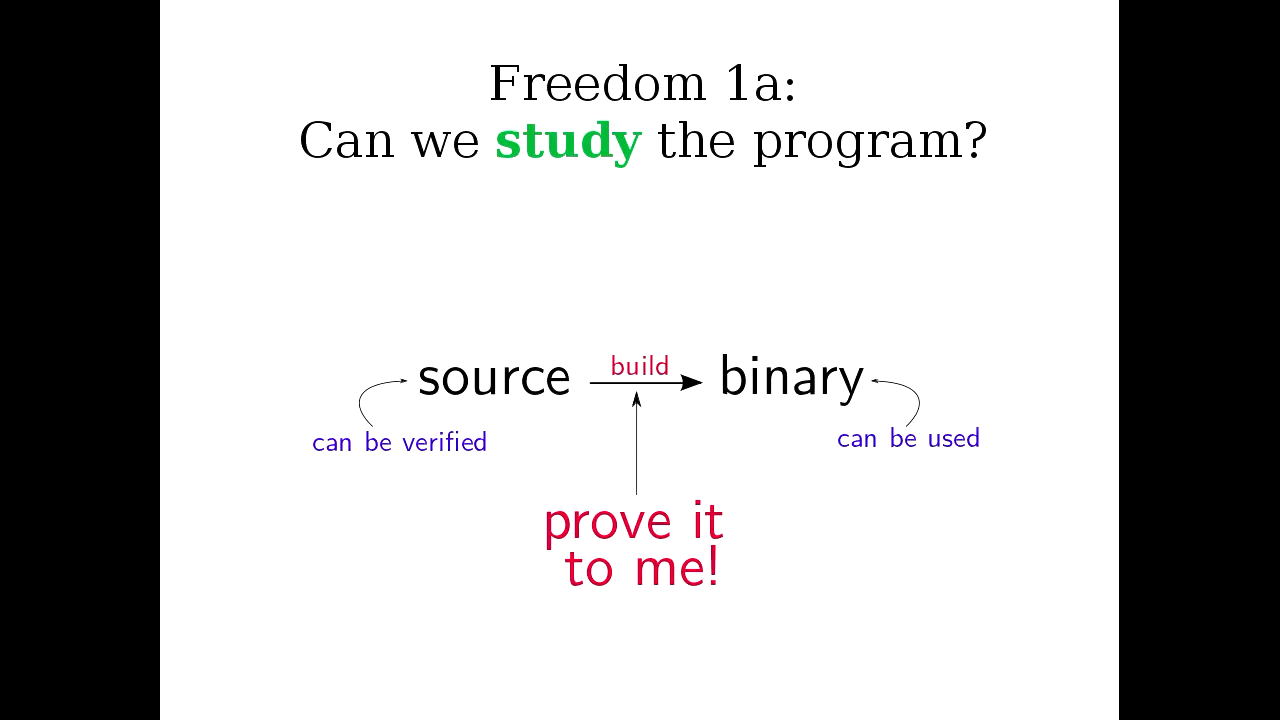 Freedom 1a:
Can we study the program?
build
source binary
can be verified
can be used
prove it
to me!